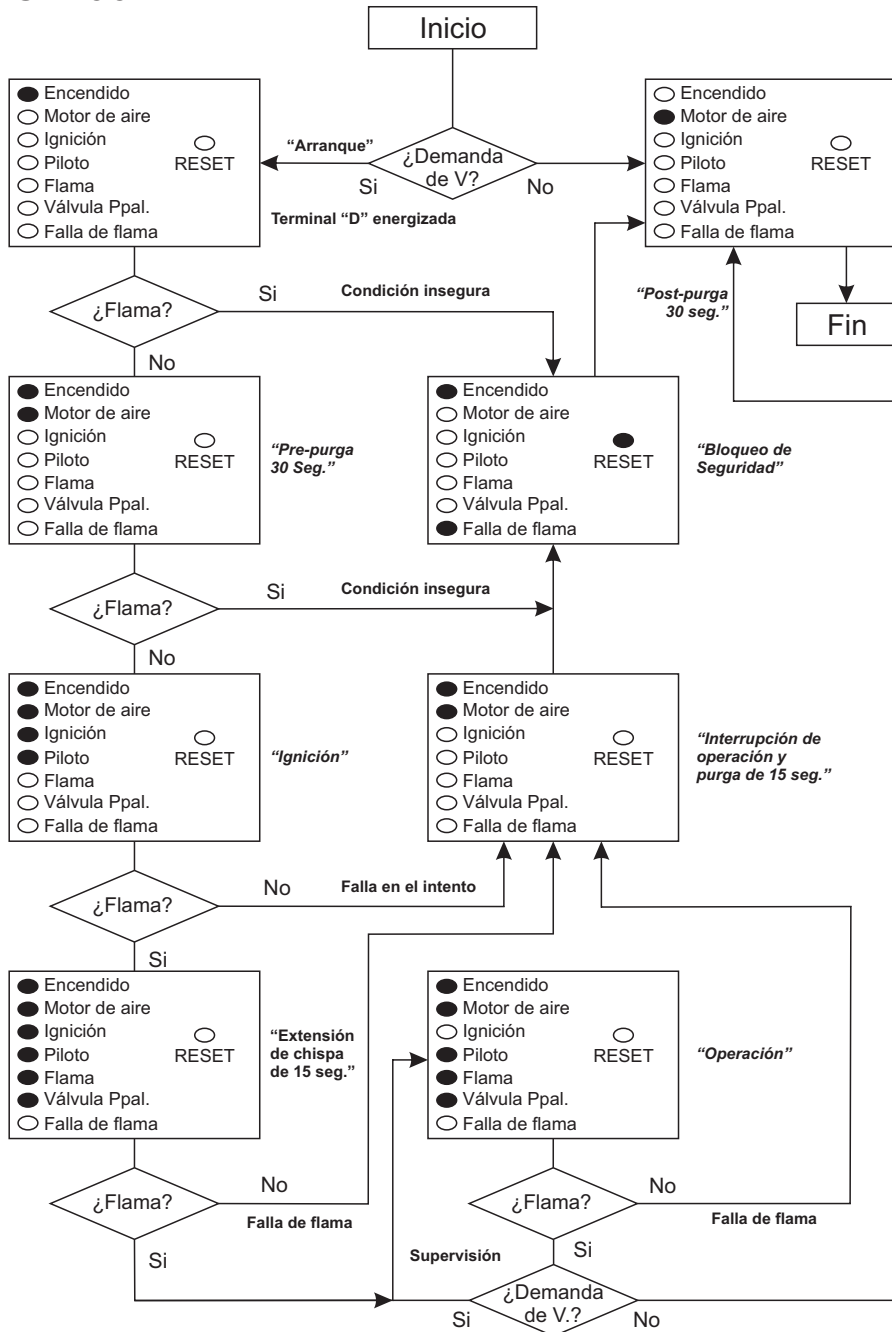 Inicio
Encendido
Motor de aire
Ignición
Piloto
Flama
Válvula Ppal.
Falla de flama
RESET
“Arranque”
¿Demanda
de V?
Si
No
Terminal “D” energizada
Encendido
Motor de aire
Ignición
Piloto
Flama
Válvula Ppal.
Falla de flama
RESET
¿Flama?
Si
Condición insegura
No
“Post-purga
30 seg.”
Fin
Encendido
Motor de aire
Ignición
Piloto
Flama
Válvula Ppal.
Falla de flama
RESET
“Pre-purga
30 Seg.”
Encendido
Motor de aire
Ignición
Piloto
Flama
Válvula Ppal.
Falla de flama
RESET
“Bloqueo de
Seguridad”
¿Flama?
Si
Condición insegura
No
Encendido
Motor de aire
Ignición
Piloto
Flama
Válvula Ppal.
Falla de flama
RESET
“Ignición”
Encendido
Motor de aire
Ignición
Piloto
Flama
Válvula Ppal.
Falla de flama
RESET
“Interrupción de
operación y
purga de 15 seg.”
¿Flama?
No
Falla en el intento
Si
Encendido
Motor de aire
Ignición
Piloto
Flama
Válvula Ppal.
Falla de flama
RESET
“Extensión
de chispa
de 15 seg.”
Encendido
Motor de aire
Ignición
Piloto
Flama
Válvula Ppal.
Falla de flama
RESET
“Operación”
¿Flama?
No
Falla de flama
Si
¿Flama?
No
Falla de flama
Si
Supervisión
¿Demanda
de V.?
Si
No